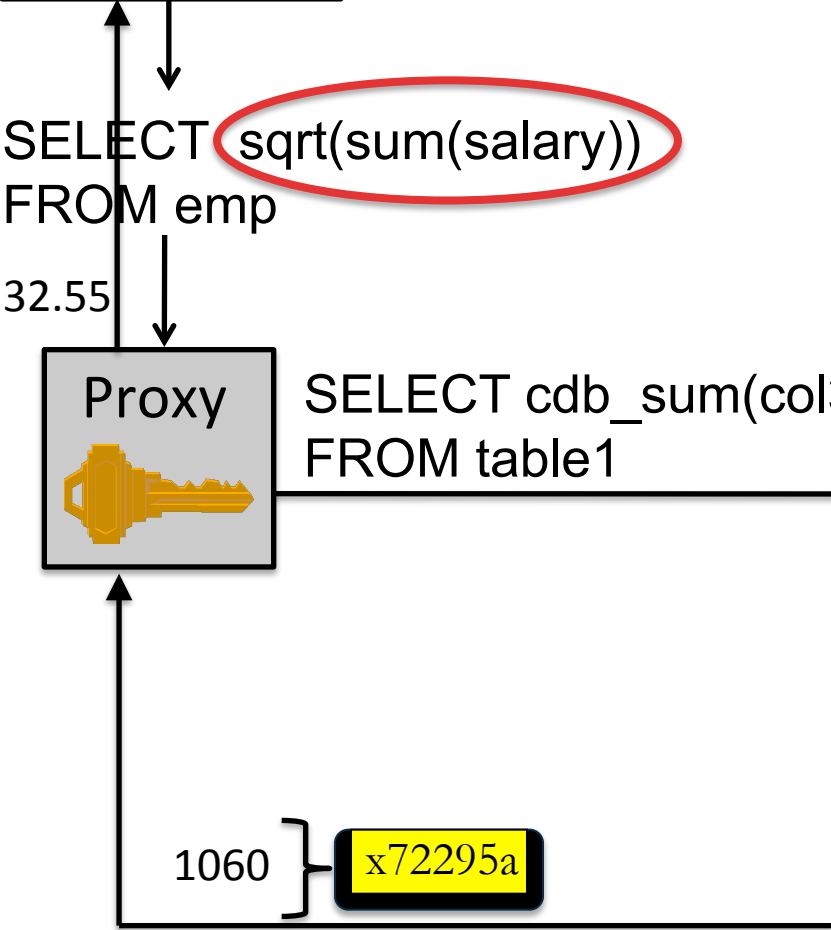 SELECT sqrt(sum(salary))
FROM emp
32.55
Proxy
SELECT cdb_sum(col
FROM table1
1060
x72295a